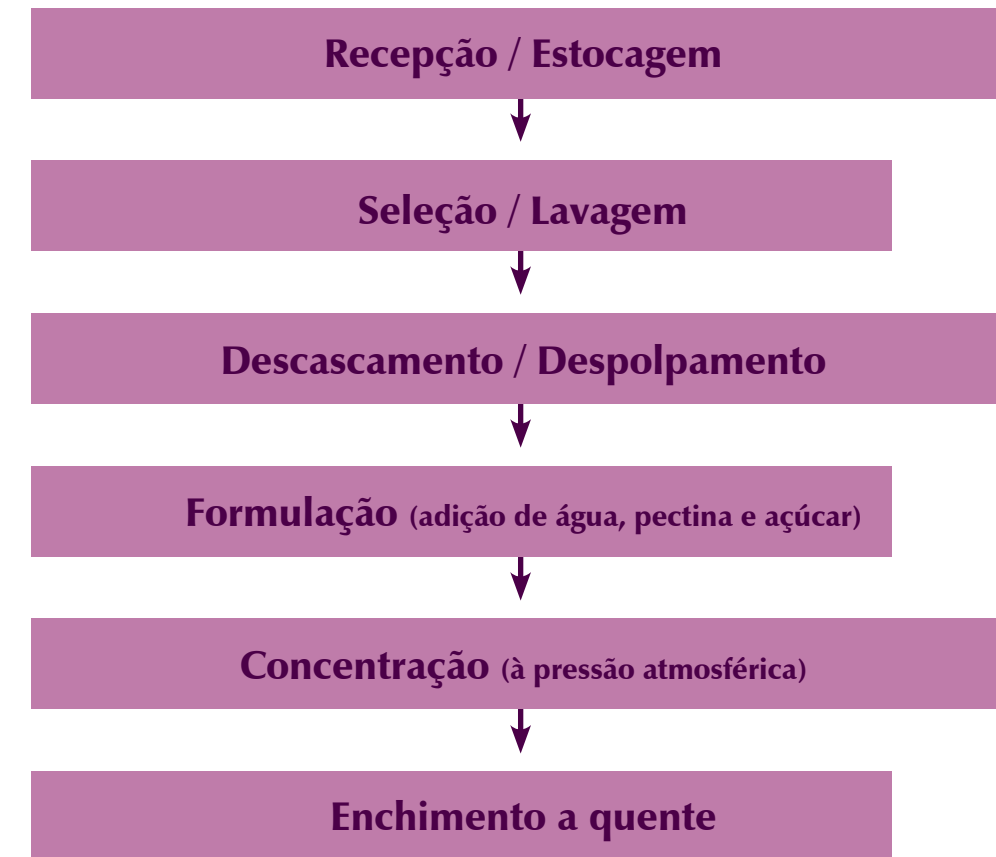 Recepção / Estocagem
Seleção / Lavagem
Descascamento / Despolpamento
Formulação (adição de água, pectina e açúcar)
Concentração (à pressão atmosférica)
Enchimento a quente